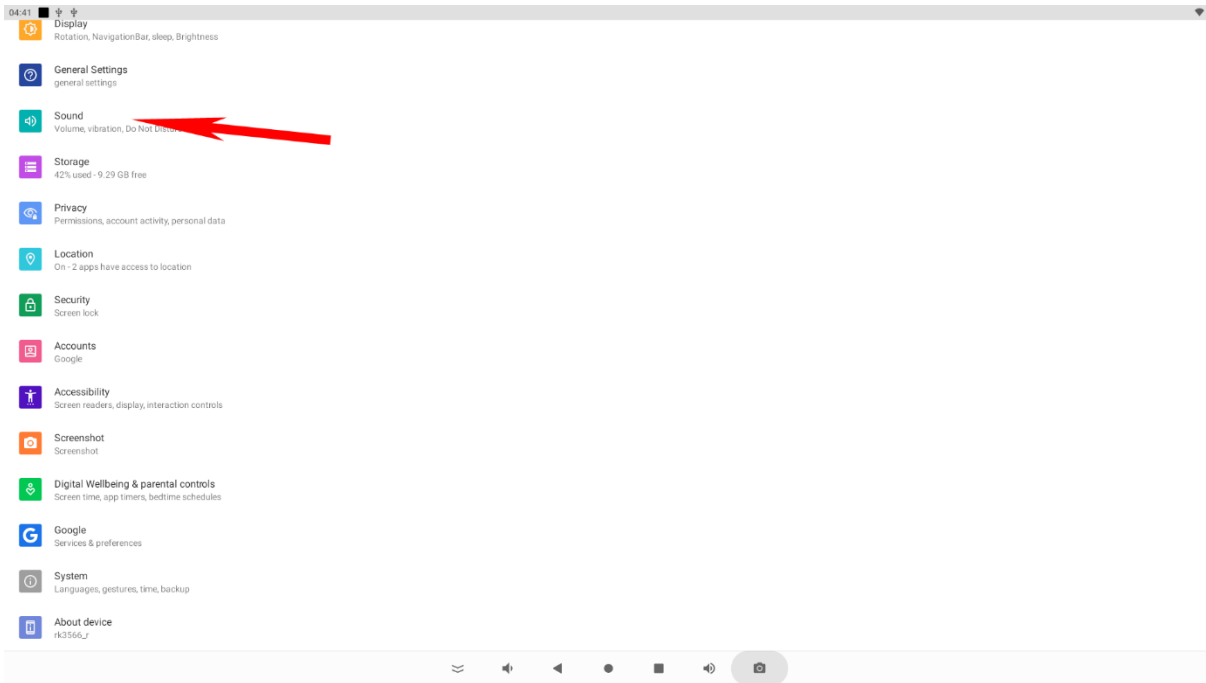 04:41
Display
Rotation, NavigationBar, sleep, Brightness
General Settings
general settings
Sound
Volume, vibration, Do Not Distu
Storage
42% used - 9.29 GB free
Privacy
Permissions, account activity, personal data
Location
On - 2 apps have access to location
Security
Screen lock
Accounts
Google
Accessibility
Screen readers, display, interaction controls
Screenshot
Screenshot
Digital Wellbeing & parental controls
Screen time, app timers, bedtime schedules
Google
Services & preferences
System
Languages, gestures, time, backup
About device
rk3566_r